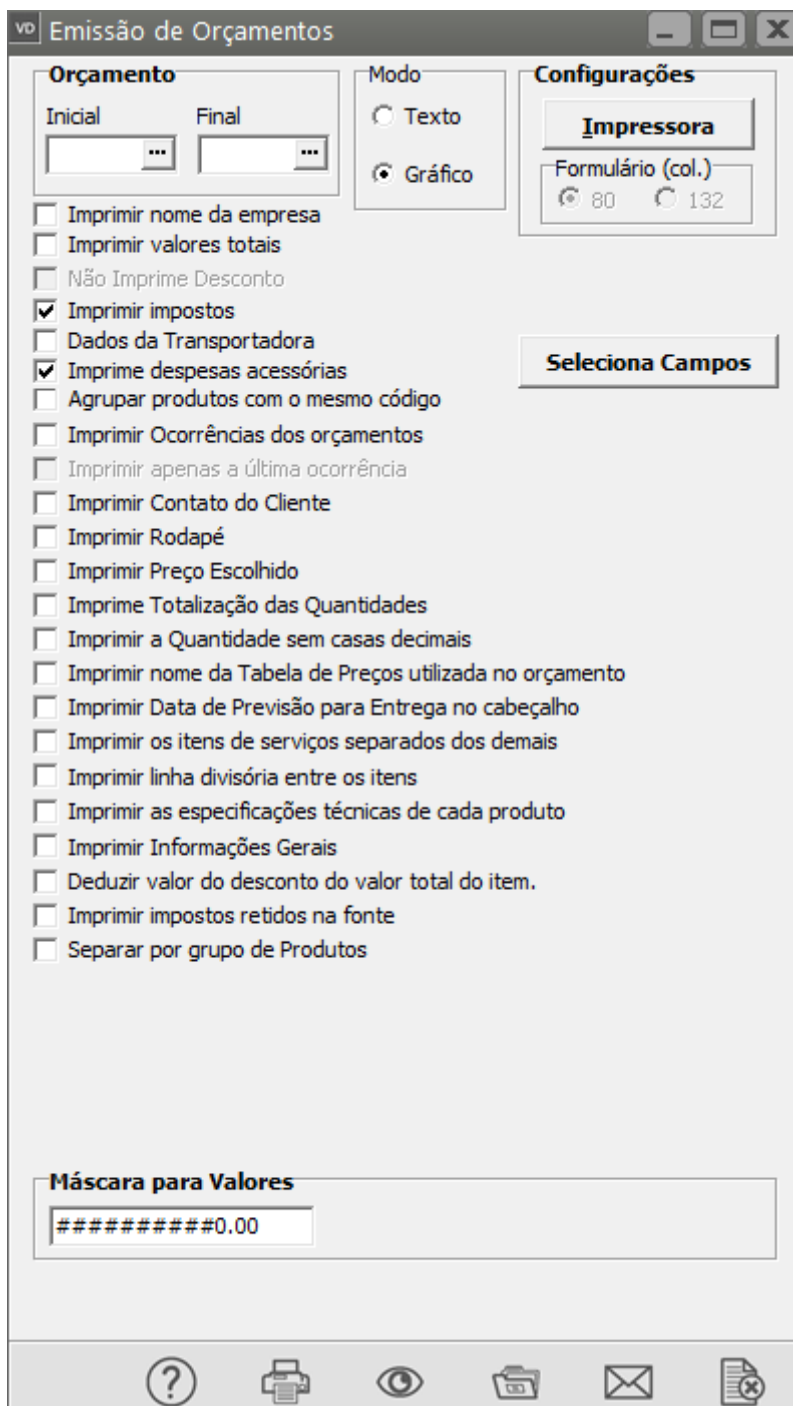 VD Emissão de Orçamentos
Orçamento
Inicial Final
... ...
Modo
Texto
Gráfico
Configurações
Impressora
Formulário (col.)
80 132
Imprimir nome da empresa
Imprimir valores totais
Não Imprime Desconto
Imprimir impostos
Dados da Transportadora
Imprime despesas acessórias
Seleciona Campos
Agrupar produtos com o mesmo código
Imprimir Ocorrências dos orçamentos
Imprimir apenas a última ocorrência
Imprimir Contato do Cliente
Imprimir Rodapé
Imprimir Preço Escolhido
Imprime Totalização das Quantidades
Imprimir a Quantidade sem casas decimais
Imprimir nome da Tabela de Preços utilizada no orçamento
Imprimir Data de Previsão para Entrega no cabeçalho
Imprimir os itens de serviços separados dos demais
Imprimir linha divisória entre os itens
Imprimir as especificações técnicas de cada produto
Imprimir Informações Gerais
Deduzir valor do desconto do valor total do item.
Imprimir impostos retidos na fonte
Separar por grupo de Produtos
Máscara para Valores
##########0.00
?